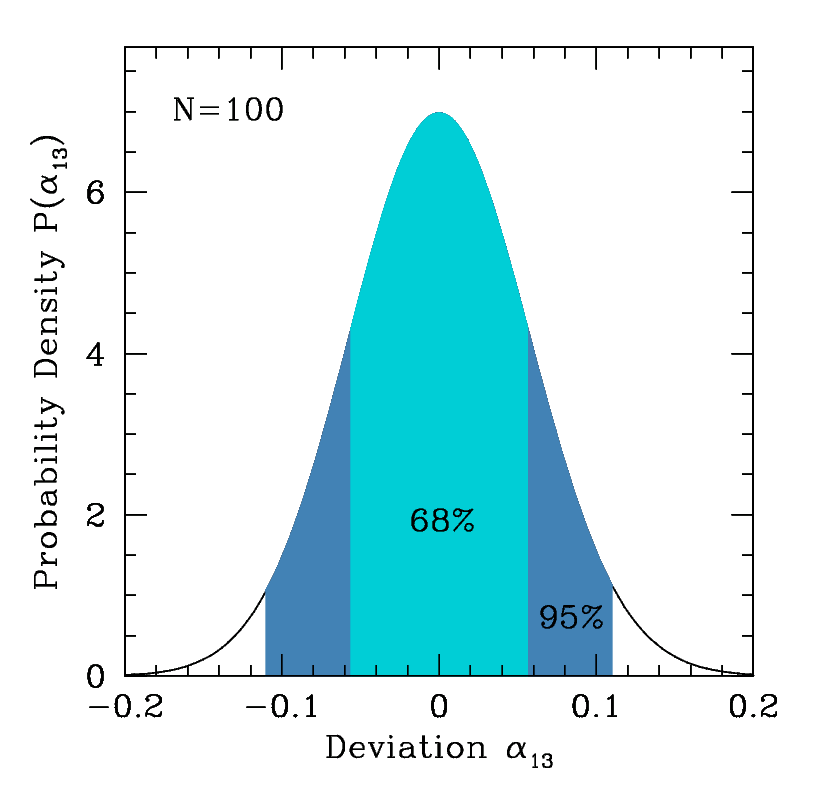 N=100
Probability Density P(α₁₃)
6
4
2
0
68%
95%
−0.2 −0.1 0 0.1 0.2
Deviation α₁₃